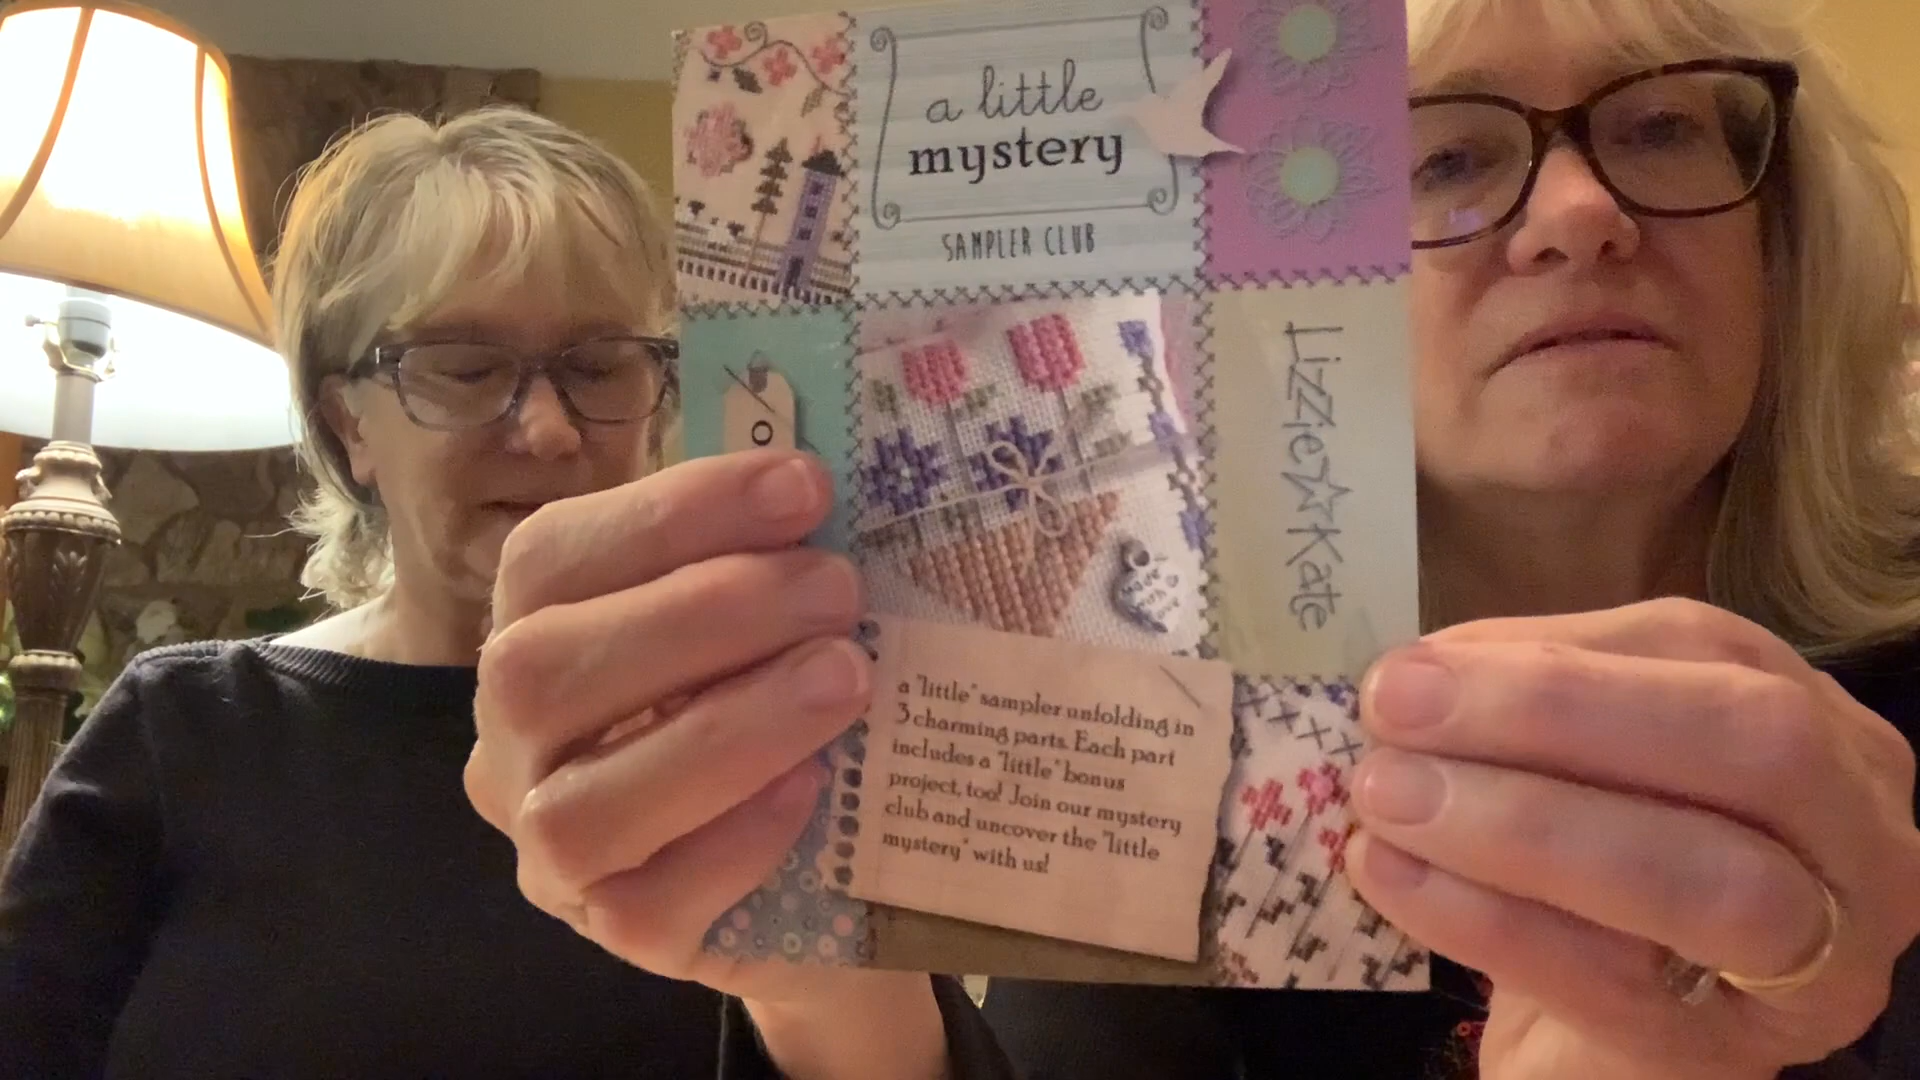 a little
mystery
SAMPLER CLUB
Lizzie☆Kate
a "little" sampler unfolding in
3 charming parts. Each part
includes a "little" bonus
project, too! Join our mystery
club and uncover the "little
mystery" with us!